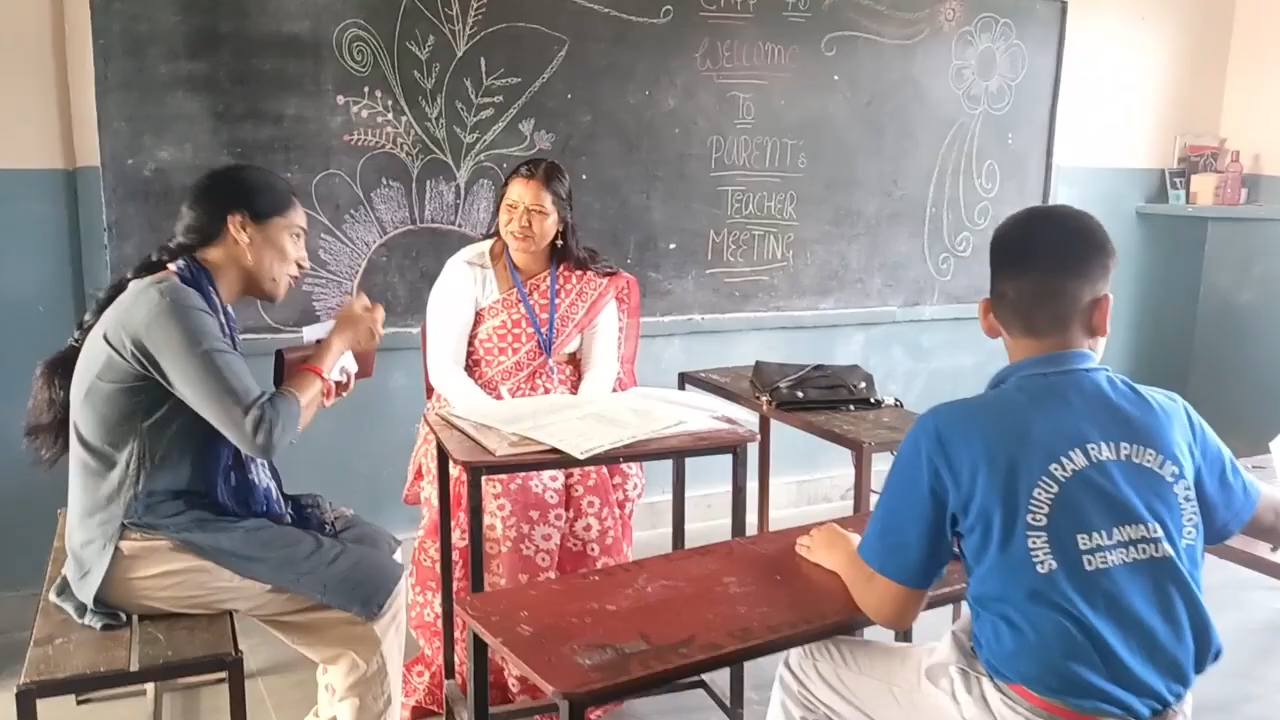 WELCOME
TO
PARENT's
TEACHER
MEETING
SHRI GURU RAM RAI PUBLIC SCHOOL
BALAWALA
DEHRADUN